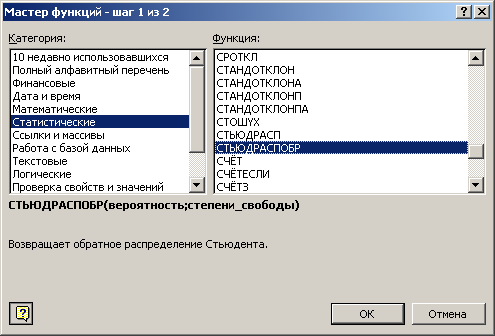 Мастер функций - шаг 1 из 2
Категория:
10 недавно использовавшихся
Полный алфавитный перечень
Финансовые
Дата и время
Математические
Статистические
Ссылки и массивы
Работа с базой данных
Текстовые
Логические
Проверка свойств и значений
Функция:
СРОТКЛ
СТАНДОТКЛОН
СТАНДОТКЛОНА
СТАНДОТКЛОНП
СТАНДОТКЛОНПА
СТОШYX
СТЬЮДРАСП
СТЬЮДРАСПОБР
СЧЁТ
СЧЁТЕСЛИ
СЧЁТЗ
СТЬЮДРАСПОБР(вероятность;степени_свободы)
Возвращает обратное распределение Стьюдента.
?
ОК
Отмена